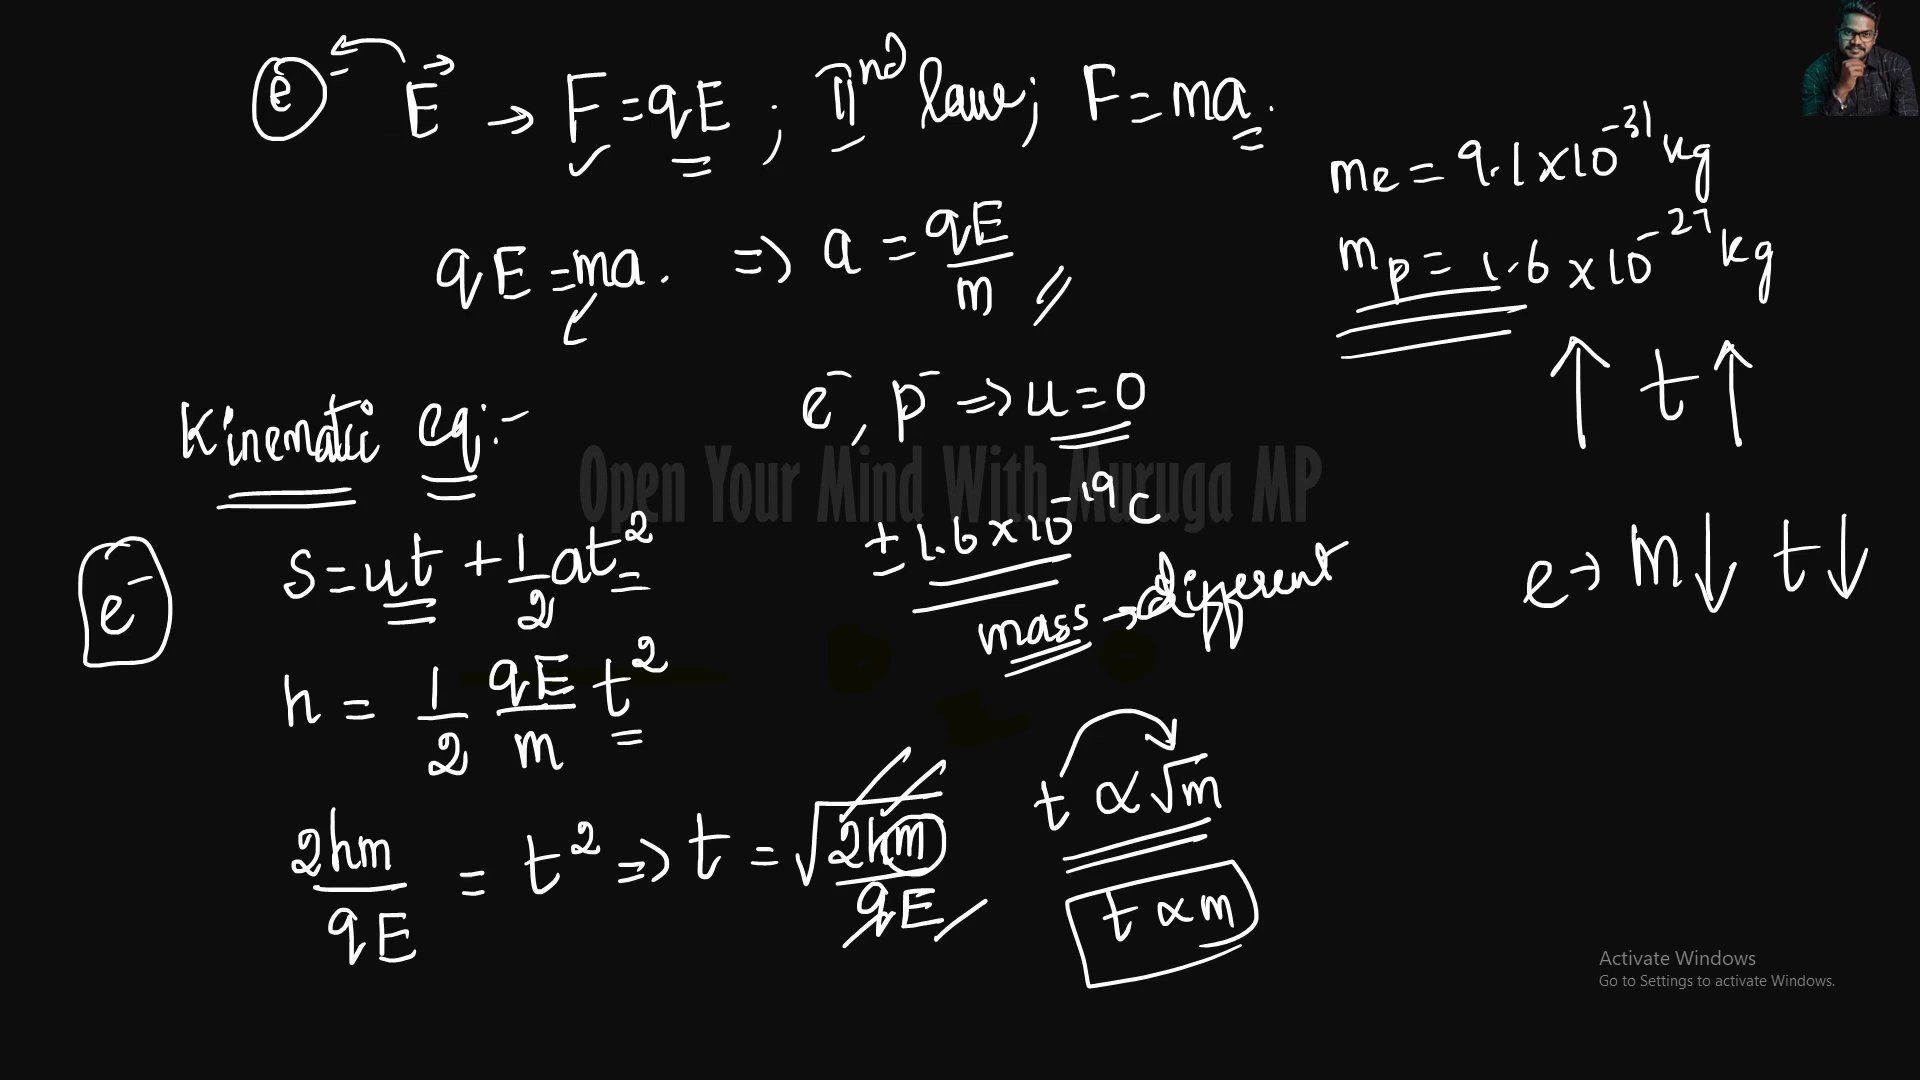 e⁻ E⃗ → F = qE ; IInd law; F = ma.
me = 9.1 x 10⁻³¹ kg
mp = 1.6 x 10⁻²⁷ kg
qE = ma. => a = qE/m //
↑ t ↑
Kinematic eq:-
e⁻, p⁻ => u = 0
Open Your Mind With Muruga MP
± 1.6 x 10⁻¹⁹ C
mass → different
e⁻
s = ut + 1/2 at²
e → m↓ t↓
h = 1/2 qE/m t²
t ∝ √m
2hm/qE = t² => t = √2hm/qE
t ∝ m
Activate Windows
Go to Settings to activate Windows.